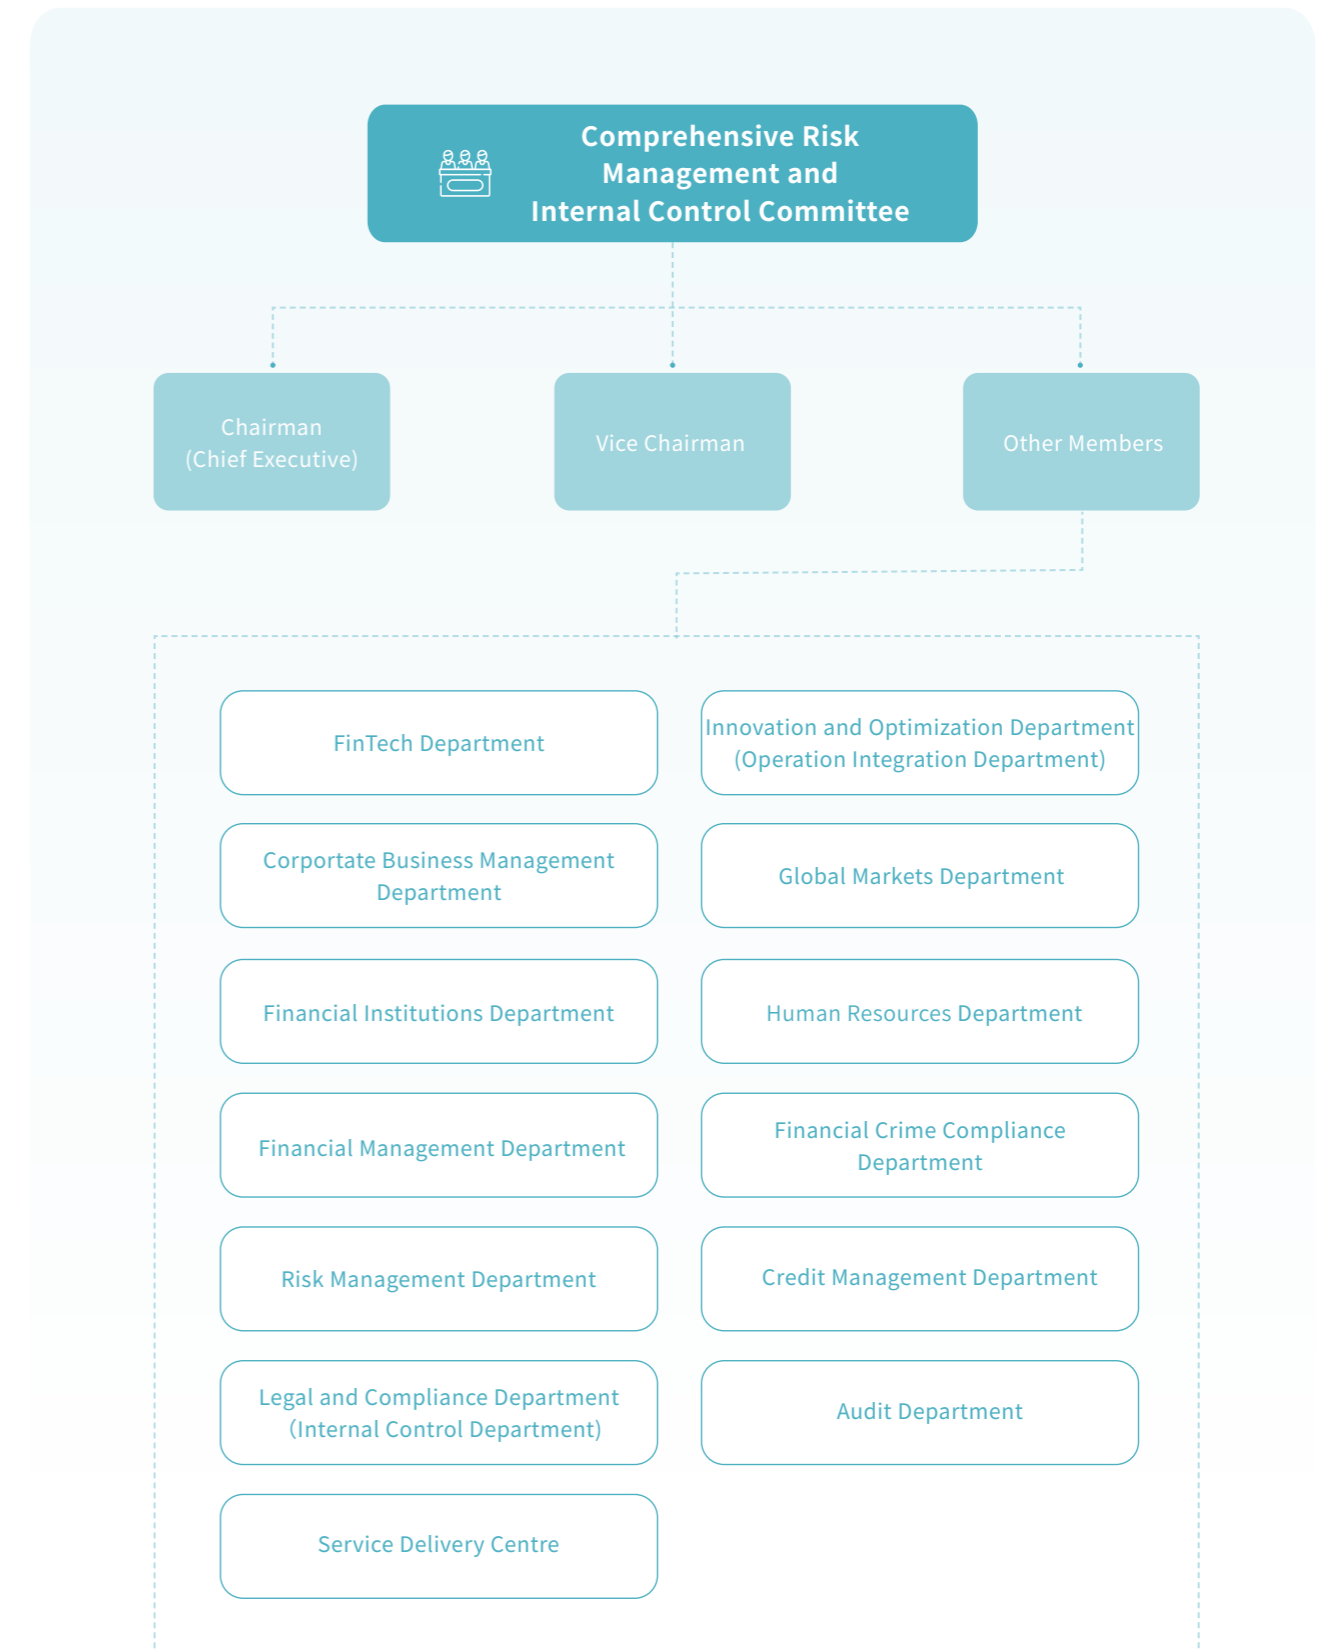 Comprehensive Risk
Management and
Internal Control Committee
Chairman
(Chief Executive)
Vice Chairman
Other Members
FinTech Department
Innovation and Optimization Department
(Operation Integration Department)
Corportate Business Management
Department
Global Markets Department
Financial Institutions Department
Human Resources Department
Financial Management Department
Financial Crime Compliance
Department
Risk Management Department
Credit Management Department
Legal and Compliance Department
(Internal Control Department)
Audit Department
Service Delivery Centre